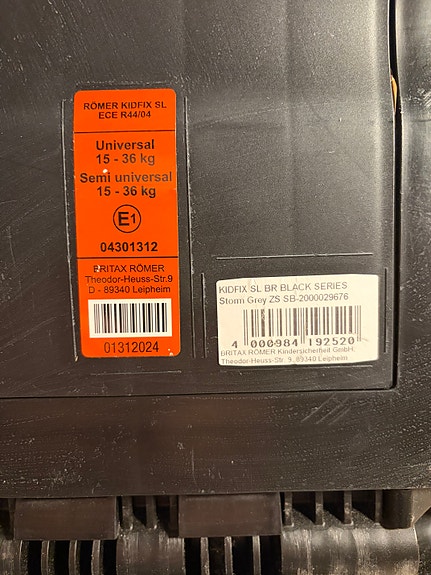 RÖMER KIDFIX SL
ECE R44/04
Universal
15 - 36 kg
Semi universal
15 - 36 kg
E1
04301312
BRITAX RÖMER
Theodor-Heuss-Str.9
D - 89340 Leipheim
01312024
KIDFIX SL BR BLACK SERIES
Storm Grey ZS SB-2000029676
4 000984 192520
BRITAX RÖMER Kindersicherheit GmbH,
Theodor-Heuss-Str. 9, 89340 Leipheim